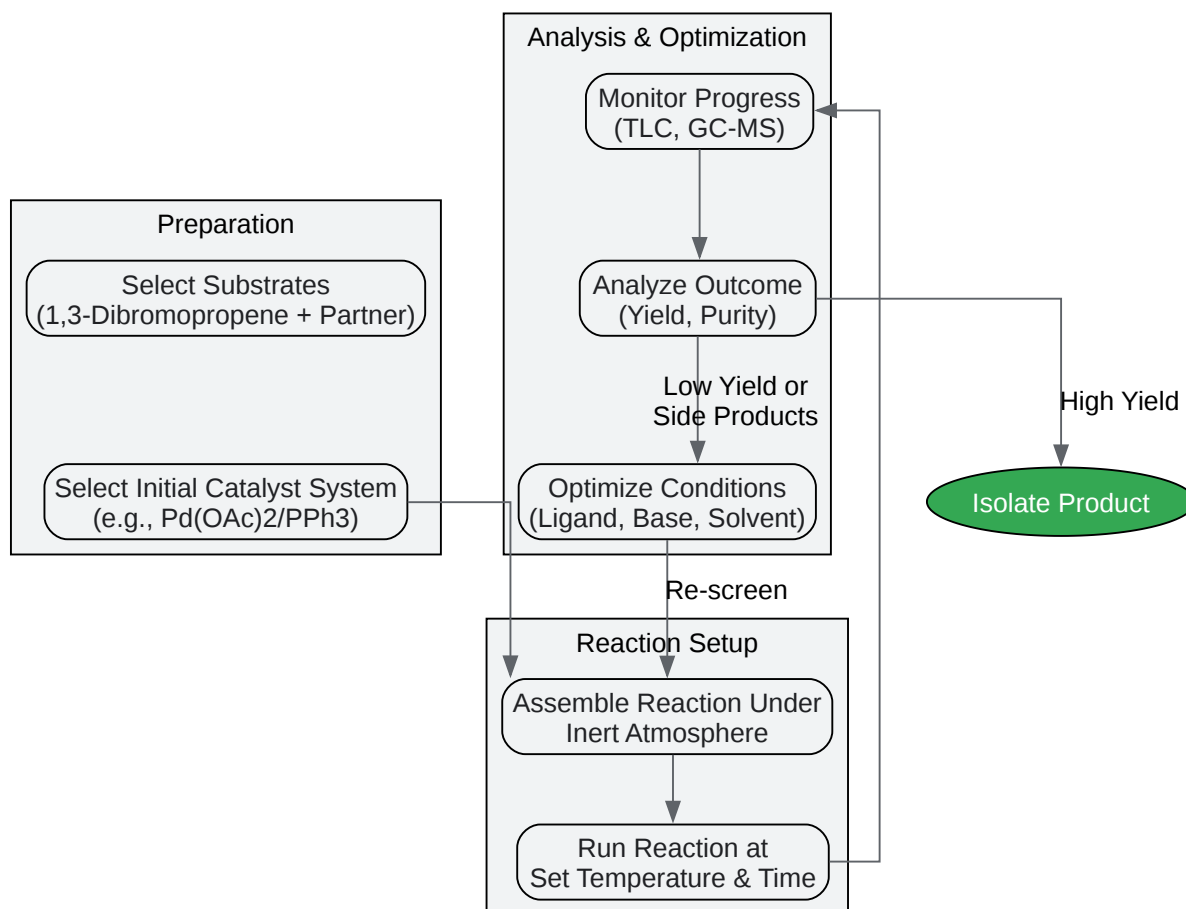 Analysis & Optimization
Monitor Progress
(TLC, GC-MS)
Preparation
Select Substrates
(1,3-Dibromopropene + Partner)
Analyze Outcome
(Yield, Purity)
Low Yield or
Side Products
High Yield
Select Initial Catalyst System
(e.g., Pd(OAc)2/PPh3)
Optimize Conditions
(Ligand, Base, Solvent)
Isolate Product
Re-screen
Reaction Setup
Assemble Reaction Under
Inert Atmosphere
Run Reaction at
Set Temperature & Time